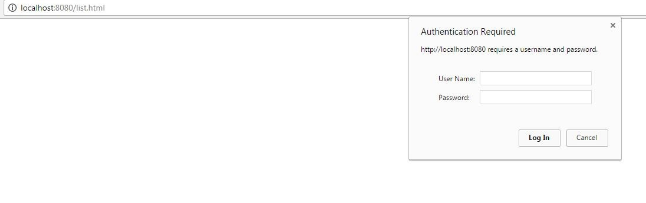 localhost:8080/list.html
Authentication Required
http://localhost:8080 requires a username and password.
User Name:
Password:
Log In
Cancel